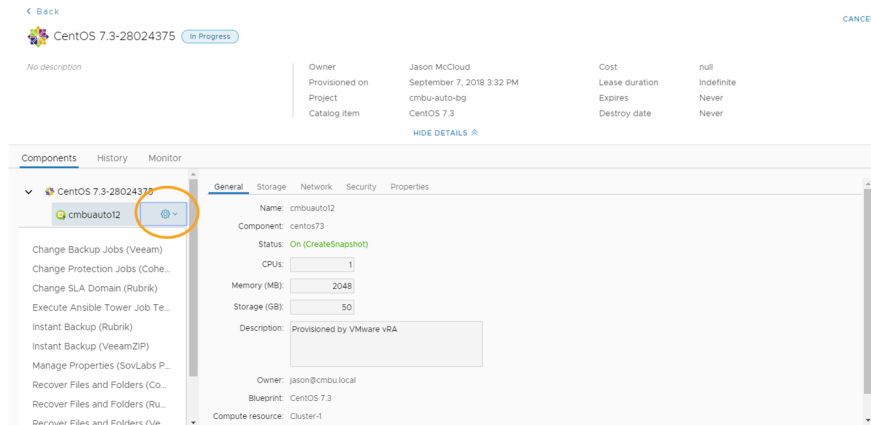 Back
CANCE
CentOS 7.3-28024375 In Progress
No description
Owner Jason McCloud Cost null
Provisioned on September 7, 2018 3:32 PM Lease duration Indefinite
Project cmbu-auto-bg Expires Never
Catalog item CentOS 7.3 Destroy date Never
HIDE DETAILS
Components History Monitor
CentOS 7.3-28024375
cmbuauto12
Change Backup Jobs (Veeam)
Change Protection Jobs (Cohe...
Change SLA Domain (Rubrik)
Execute Ansible Tower Job Te...
Instant Backup (Rubrik)
Instant Backup (VeeamZIP)
Manage Properties (SovLabs P...
Recover Files and Folders (Co...
Recover Files and Folders (Ru...
Recover Files and Folders (Ve...
General Storage Network Security Properties
Name: cmbuauto12
Component: centos73
Status: On (CreateSnapshot)
CPUs: 1
Memory (MB): 2048
Storage (GB): 50
Description: Provisioned by VMware vRA
Owner: jason@cmbu.local
Blueprint: CentOS 7.3
Compute resource: Cluster-1